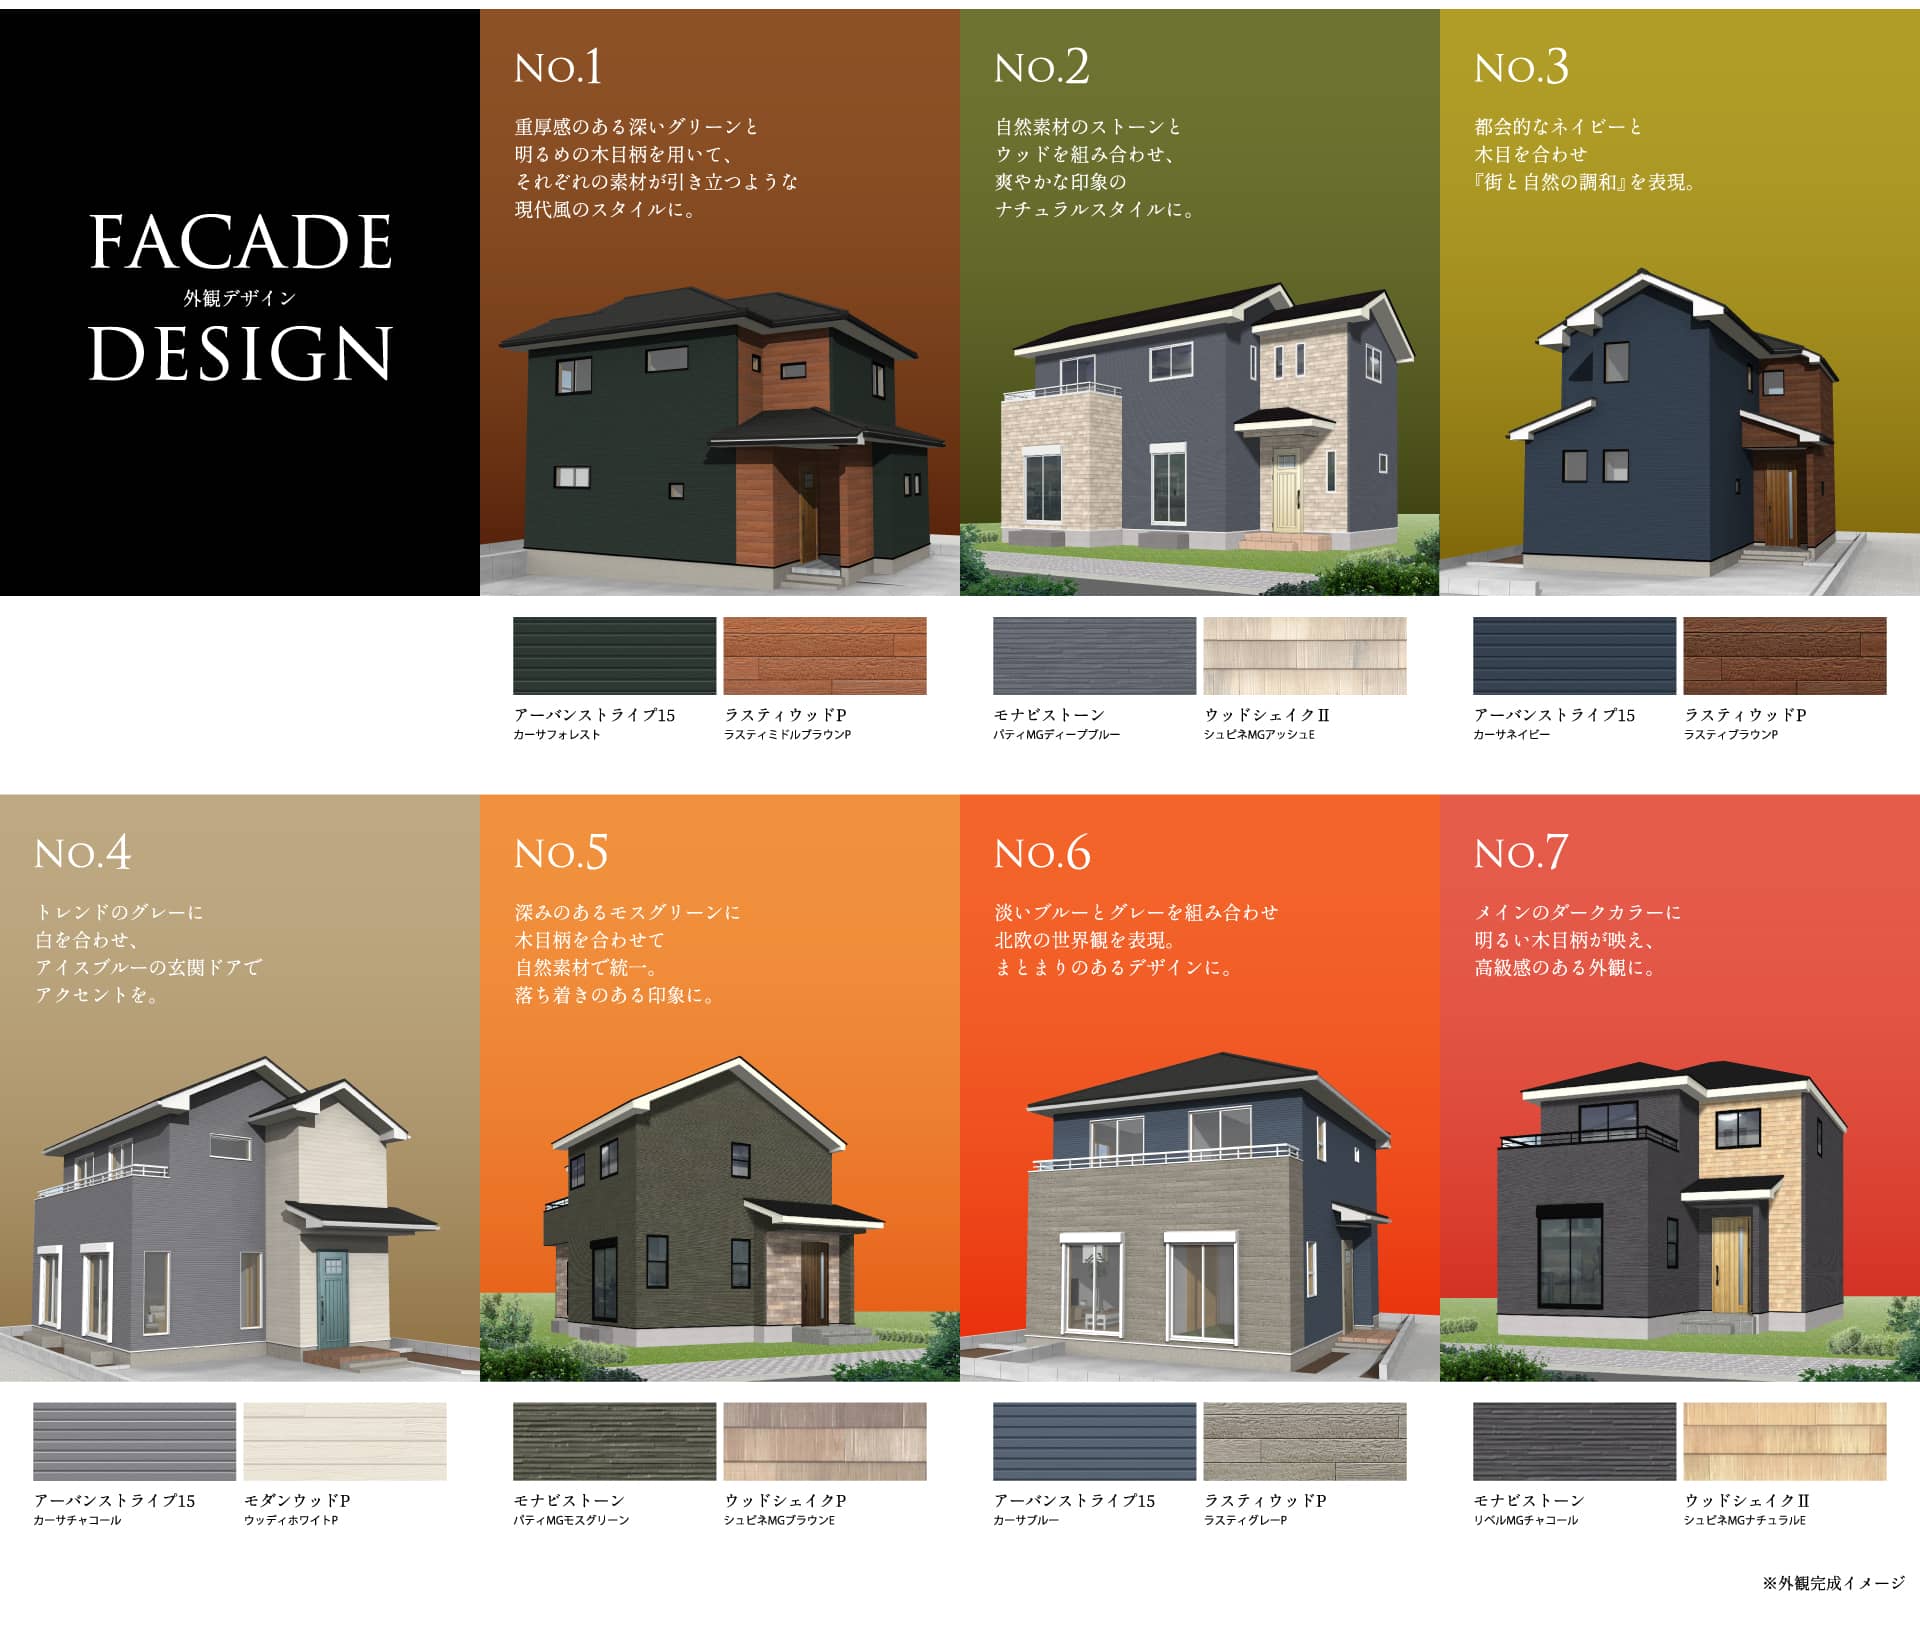 FACADE
外観デザイン
DESIGN
No.1
重厚感のある深いグリーンと
明るめの木目柄を用いて、
それぞれの素材が引き立つような
現代風のスタイルに。
アーバンストライプ15
カーサフォレスト
ラスティウッドP
ラスティミドルブラウンP
No.2
自然素材のストーンと
ウッドを組み合わせ、
爽やかな印象の
ナチュラルスタイルに。
モナビストーン
パティMGディープブルー
ウッドシェイクⅡ
シュピネMGアッシュE
No.3
都会的なネイビーと
木目を合わせ
『街と自然の調和』を表現。
アーバンストライプ15
カーサネイビー
ラスティウッドP
ラスティブラウンP
No.4
トレンドのグレーに
白を合わせ、
アイスブルーの玄関ドアで
アクセントを。
アーバンストライプ15
カーサチャコール
モダンウッドP
ウッディホワイトP
No.5
深みのあるモスグリーンに
木目柄を合わせて
自然素材で統一。
落ち着きのある印象に。
モナビストーン
パティMGモスグリーン
ウッドシェイクP
シュピネMGブラウンE
No.6
淡いブルーとグレーを組み合わせ
北欧の世界観を表現。
まとまりのあるデザインに。
アーバンストライプ15
カーサブルー
ラスティウッドP
ラスティグレーP
No.7
メインのダークカラーに
明るい木目柄が映え、
高級感のある外観に。
モナビストーン
リベルMGチャコール
ウッドシェイクⅡ
シュピネMGナチュラルE
※外観完成イメージ